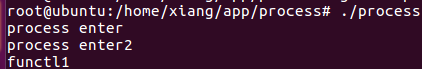 root@ubuntu:/home/xiang/app/process# ./process
process enter
process enter2
functl1